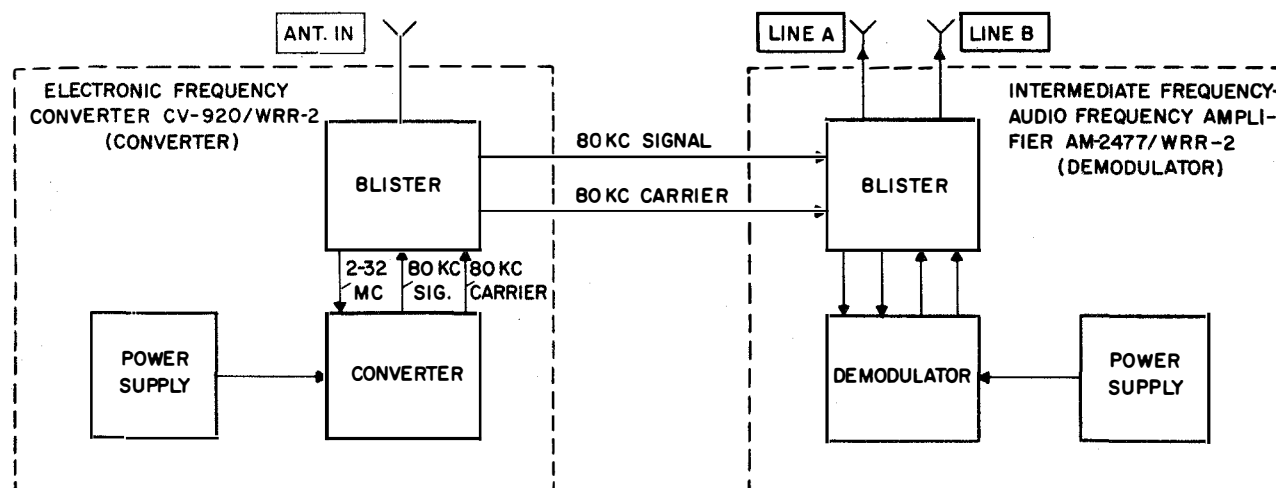 ANT. IN
LINE A
LINE B
ELECTRONIC FREQUENCY
CONVERTER CV-920/WRR-2
(CONVERTER)
INTERMEDIATE FREQUENCY-
AUDIO FREQUENCY AMPLI-
FIER AM-2477/WRR-2
(DEMODULATOR)
80 KC SIGNAL
BLISTER
BLISTER
80 KC CARRIER
2-32
MC
80 KC
SIG.
80 KC
CARRIER
POWER
SUPPLY
CONVERTER
DEMODULATOR
POWER
SUPPLY